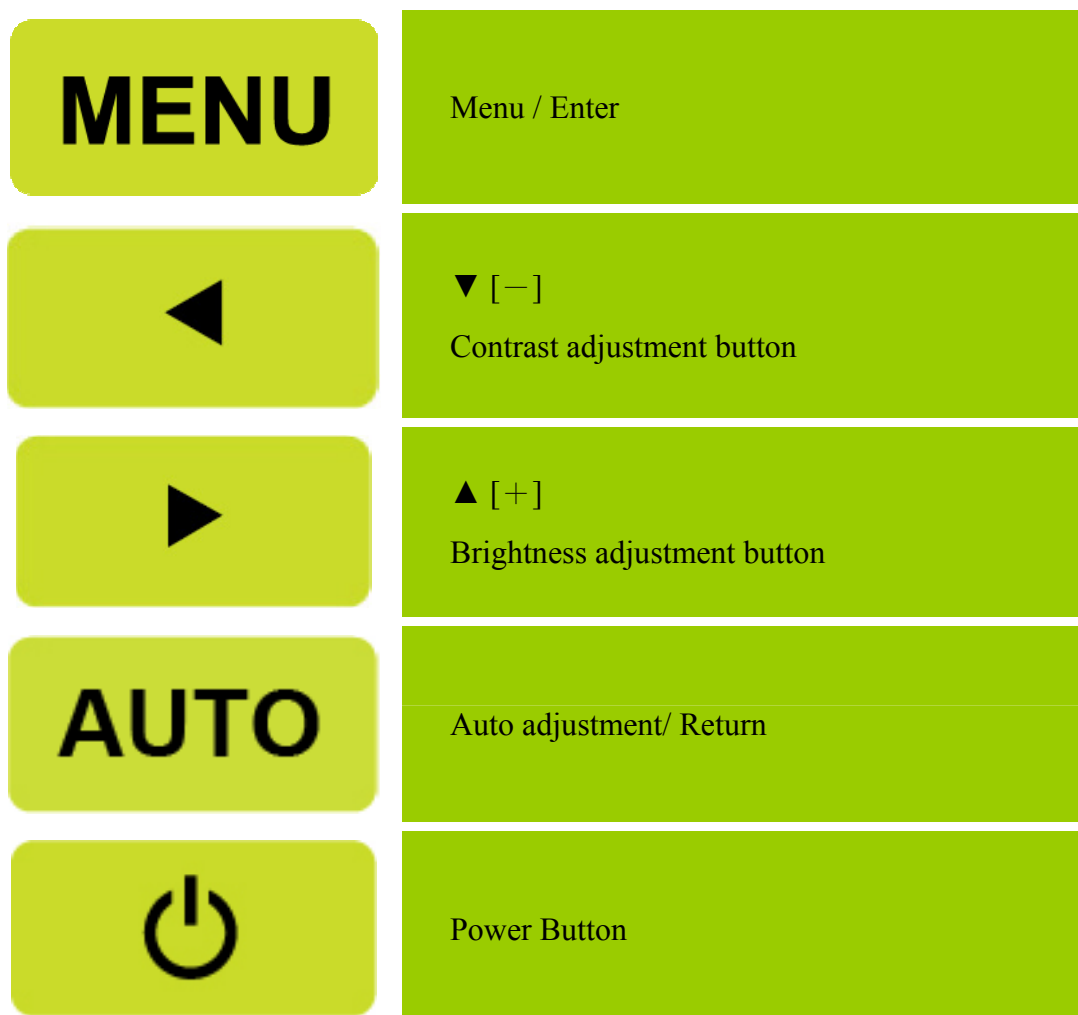 MENU
Menu / Enter
◀
▼ [－]
Contrast adjustment button
▶
▲ [＋]
Brightness adjustment button
AUTO
Auto adjustment/ Return
Power Button